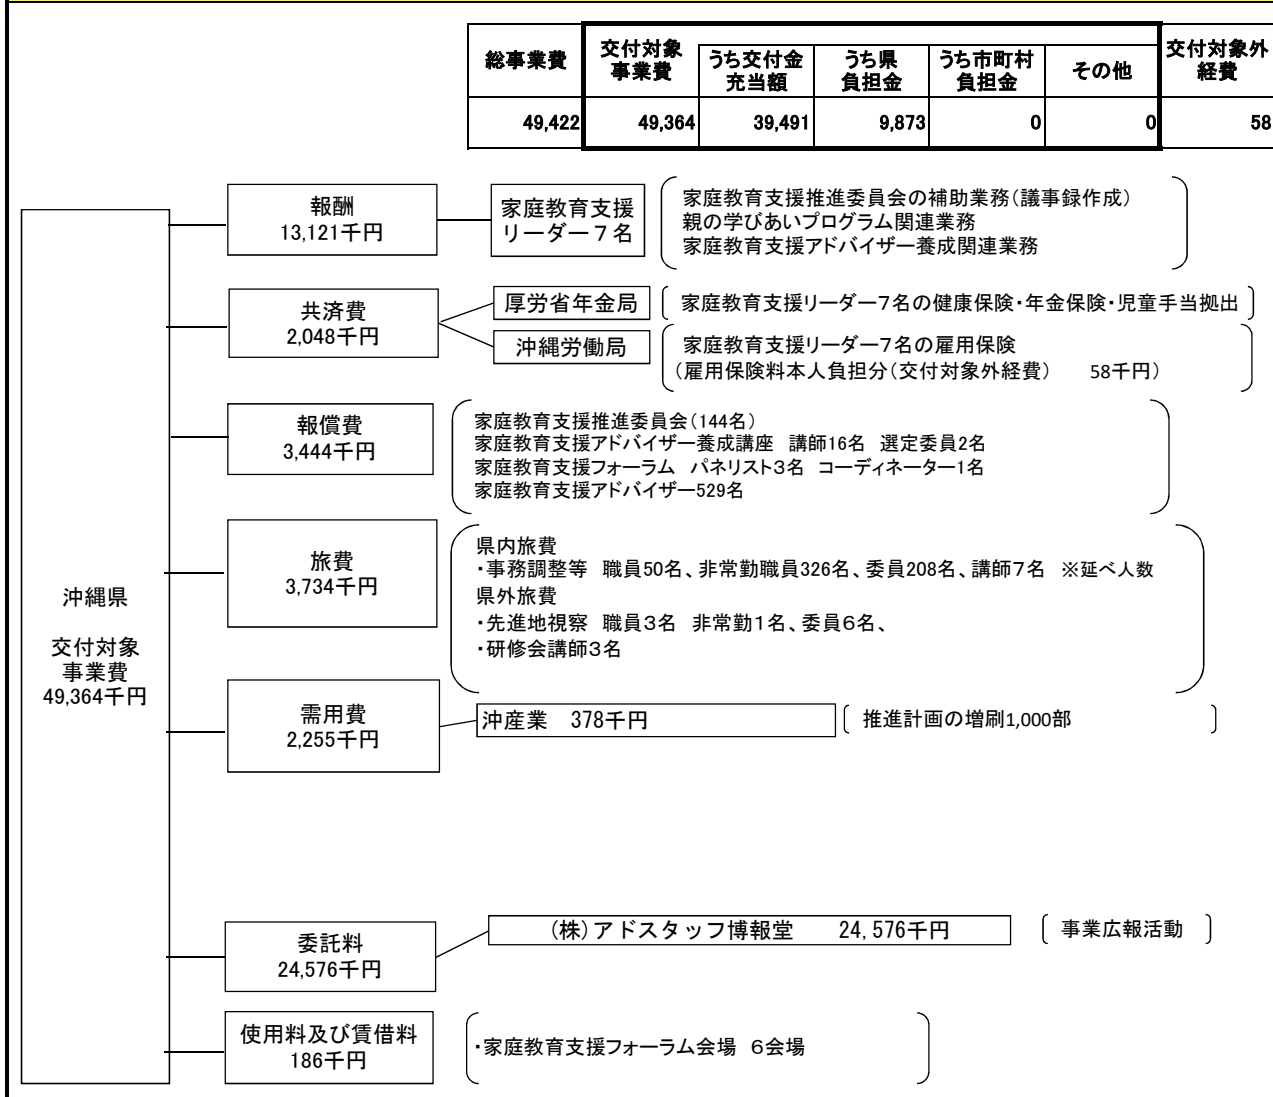 総事業費
交付対象
事業費
うち交付金
充当額
うち県
負担金
うち市町村
負担金
その他
交付対象外
経費
49,422
49,364
39,491
9,873
0
0
58
沖縄県
交付対象
事業費
49,364千円
報酬
13,121千円
家庭教育支援
リーダー７名
家庭教育支援推進委員会の補助業務(議事録作成)
親の学びあいプログラム関連業務
家庭教育支援アドバイザー養成関連業務
共済費
2,048千円
厚労省年金局
家庭教育支援リーダー7名の健康保険・年金保険・児童手当拠出
沖縄労働局
家庭教育支援リーダー7名の雇用保険
(雇用保険料本人負担分(交付対象外経費)　58千円)
報償費
3,444千円
家庭教育支援推進委員会(144名)
家庭教育支援アドバイザー養成講座　講師16名　選定委員2名
家庭教育支援フォーラム　パネリスト3名　コーディネーター1名
家庭教育支援アドバイザー529名
旅費
3,734千円
県内旅費
・事務調整等　職員50名、非常勤職員326名、委員208名、講師7名　※延べ人数
県外旅費
・先進地視察　職員3名　非常勤1名、委員6名、
・研修会講師3名
需用費
2,255千円
沖産業　378千円
推進計画の増刷1,000部
委託料
24,576千円
(株)アドスタッフ博報堂　24,576千円
事業広報活動
使用料及び賃借料
186千円
・家庭教育支援フォーラム会場　6会場